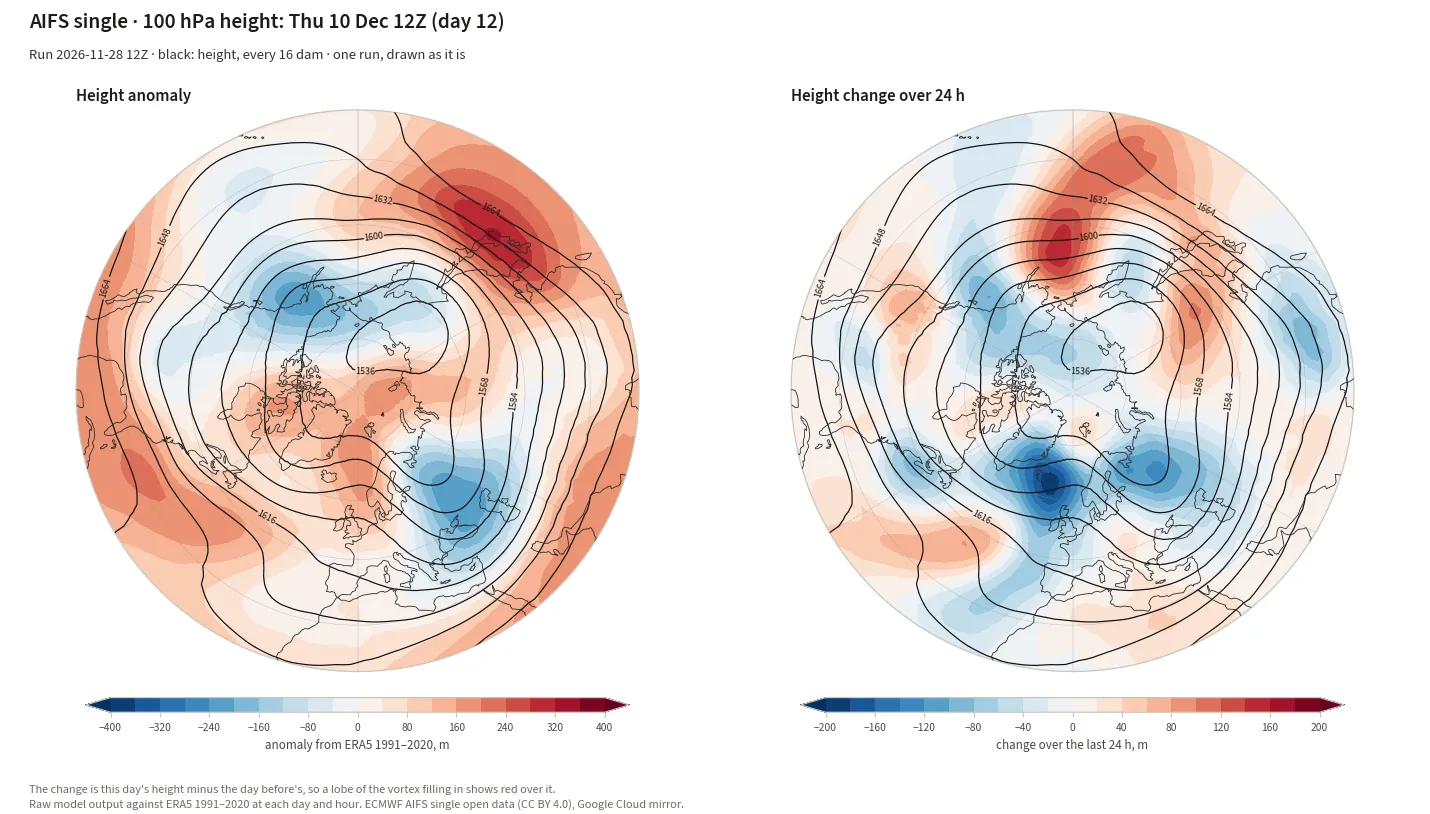 AIFS single · 100 hPa height: Thu 10 Dec 12Z (day 12)
Run 2026-11-28 12Z · black: height, every 16 dam · one run, drawn as it is
Height anomaly
Height change over 24 h
1632
1664
1600
1648
1664
1536
1568
1584
1616
1632
1664
1600
1648
1664
1536
1568
1584
1616
−400 −320 −240 −160 −80 0 80 160 240 320 400
anomaly from ERA5 1991–2020, m
−200 −160 −120 −80 −40 0 40 80 120 160 200
change over the last 24 h, m
The change is this day's height minus the day before's, so a lobe of the vortex filling in shows red over it.
Raw model output against ERA5 1991–2020 at each day and hour. ECMWF AIFS single open data (CC BY 4.0), Google Cloud mirror.